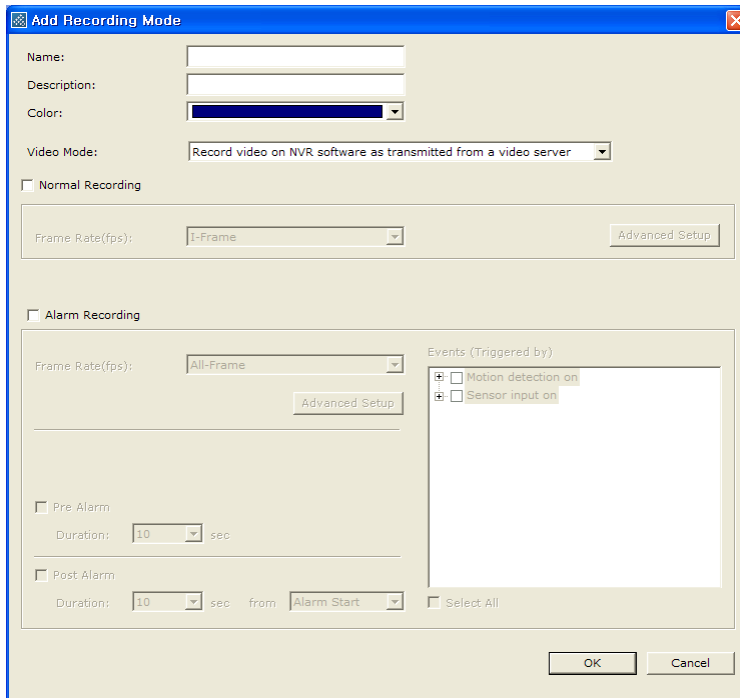 Add Recording Mode
Name:
Description:
Color:
Video Mode: Record video on NVR software as transmitted from a video server
Normal Recording
Frame Rate(fps): I-Frame Advanced Setup
Alarm Recording
Events (Triggered by)
Frame Rate(fps): All-Frame
Motion detection on
Sensor input on
Advanced Setup
Pre Alarm
Duration: 10 sec
Post Alarm
Duration: 10 sec from Alarm Start
Select All
OK Cancel